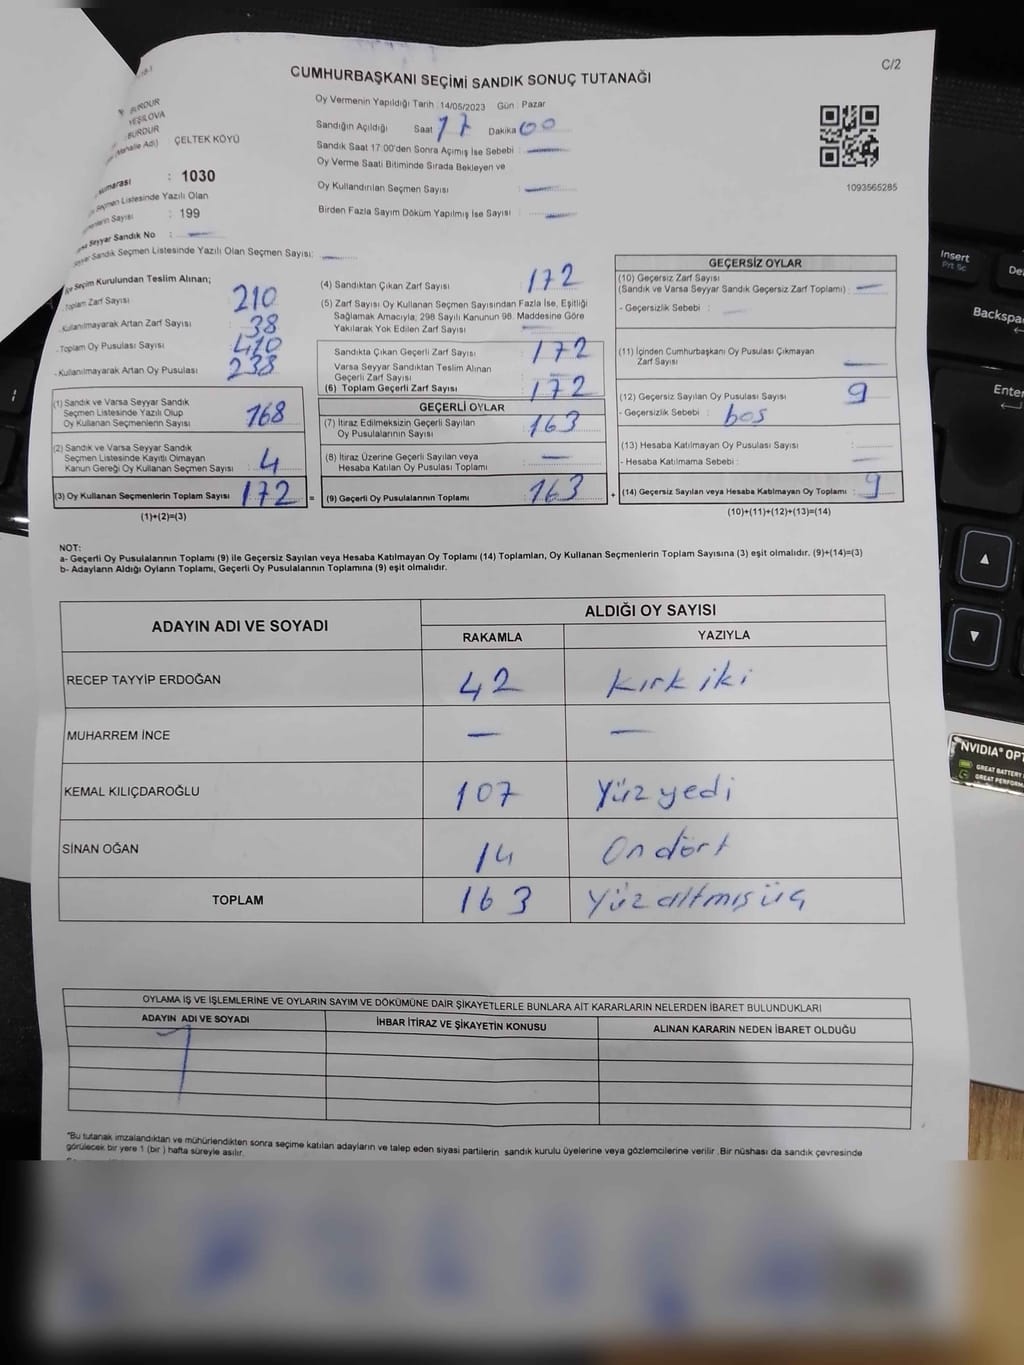 CUMHURBAŞKANI SEÇİMİ SANDIK SONUÇ TUTANAĞI
C/2
BURDUR
YEŞİLOVA
BURDUR
(Mahalle Adı) ÇELTEK KÖYÜ
: 1030
Seçmen Listesinde Yazılı Olan
Sayısı : 199
Seyyar Sandık No : —
Seyyar Sandık Seçmen Listesinde Yazılı Olan Seçmen Sayısı: —
Oy Vermenin Yapıldığı Tarih : 14/05/2023 Gün : Pazar
Sandığın Açıldığı Saat 17 Dakika 00
Sandık Saat 17:00'den Sonra Açımış İse Sebebi : —
Oy Verme Saati Bitiminde Sırada Bekleyen ve
Oy Kullandırılan Seçmen Sayısı : —
Birden Fazla Sayım Döküm Yapılmış İse Sayısı : —
1093565285
Seçim Kurulundan Teslim Alınan;
Toplam Zarf Sayısı 210
Kullanılmayarak Artan Zarf Sayısı : 38
Toplam Oy Pusulası Sayısı : 410
Kullanılmayarak Artan Oy Pusulası : 238
(1) Sandık ve Varsa Seyyar Sandık
Seçmen Listesinde Yazılı Olup
Oy Kullanan Seçmenlerin Sayısı : 168
(2) Sandık ve Varsa Seyyar Sandık
Seçmen Listesinde Kayıtlı Olmayan
Kanun Gereği Oy Kullanan Seçmen Sayısı : 4
(3) Oy Kullanan Seçmenlerin Toplam Sayısı : 172 =
(1)+(2)=(3)
(4) Sandıktan Çıkan Zarf Sayısı : 172
(5) Zarf Sayısı Oy Kullanan Seçmen Sayısından Fazla İse, Eşitliği
Sağlamak Amacıyla; 298 Sayılı Kanunun 98. Maddesine Göre
Yakılarak Yok Edilen Zarf Sayısı : —
Sandıkta Çıkan Geçerli Zarf Sayısı : 172
Varsa Seyyar Sandıktan Teslim Alınan
Geçerli Zarf Sayısı :
(6) Toplam Geçerli Zarf Sayısı : 172
GEÇERLİ OYLAR
(7) İtiraz Edilmeksizin Geçerli Sayılan
Oy Pusulalarının Sayısı : 163
(8) İtiraz Üzerine Geçerli Sayılan veya
Hesaba Katılan Oy Pusulası Toplamı : —
(9) Geçerli Oy Pusulalarının Toplamı : 163 +
GEÇERSİZ OYLAR
(10) Geçersiz Zarf Sayısı
(Sandık ve Varsa Seyyar Sandık Geçersiz Zarf Toplamı) : —
- Geçersizlik Sebebi : —
(11) İçinden Cumhurbaşkanı Oy Pusulası Çıkmayan
Zarf Sayısı : —
(12) Geçersiz Sayılan Oy Pusulası Sayısı : 9
- Geçersizlik Sebebi : boş
(13) Hesaba Katılmayan Oy Pusulası Sayısı :
- Hesaba Katılmama Sebebi : —
(14) Geçersiz Sayılan veya Hesaba Katılmayan Oy Toplamı : 9
(10)+(11)+(12)+(13)=(14)
NOT:
a- Geçerli Oy Pusulalarının Toplamı (9) ile Geçersiz Sayılan veya Hesaba Katılmayan Oy Toplamı (14) Toplamları, Oy Kullanan Seçmenlerin Toplam Sayısına (3) eşit olmalıdır. (9)+(14)=(3)
b- Adayların Aldığı Oyların Toplamı, Geçerli Oy Pusulalarının Toplamına (9) eşit olmalıdır.
ADAYIN ADI VE SOYADI ALDIĞI OY SAYISI
RAKAMLA YAZIYLA
RECEP TAYYİP ERDOĞAN 42 Kırk iki
MUHARREM İNCE — —
KEMAL KILIÇDAROĞLU 107 Yüz yedi
SİNAN OĞAN 14 On dört
TOPLAM 163 Yüz altmış üç
OYLAMA İŞ VE İŞLEMLERİNE VE OYLARIN SAYIM VE DÖKÜMÜNE DAİR ŞİKAYETLERLE BUNLARA AİT KARARLARIN NELERDEN İBARET BULUNDUKLARI
ADAYIN ADI VE SOYADI İHBAR İTİRAZ VE ŞİKAYETİN KONUSU ALINAN KARARIN NEDEN İBARET OLDUĞU
"Bu tutanak imzalandıktan ve mühürlendikten sonra seçime katılan adayların ve talep eden siyasi partilerin sandık kurulu üyelerine veya gözlemcilerine verilir .Bir nüshası da sandık çevresinde
görülecek bir yere 1 (bir ) hafta süreyle asılır.
Insert
Prt Sc
Backspa
Enter
NVIDIA® OPT
GREAT BATTERY
GREAT PERFORM